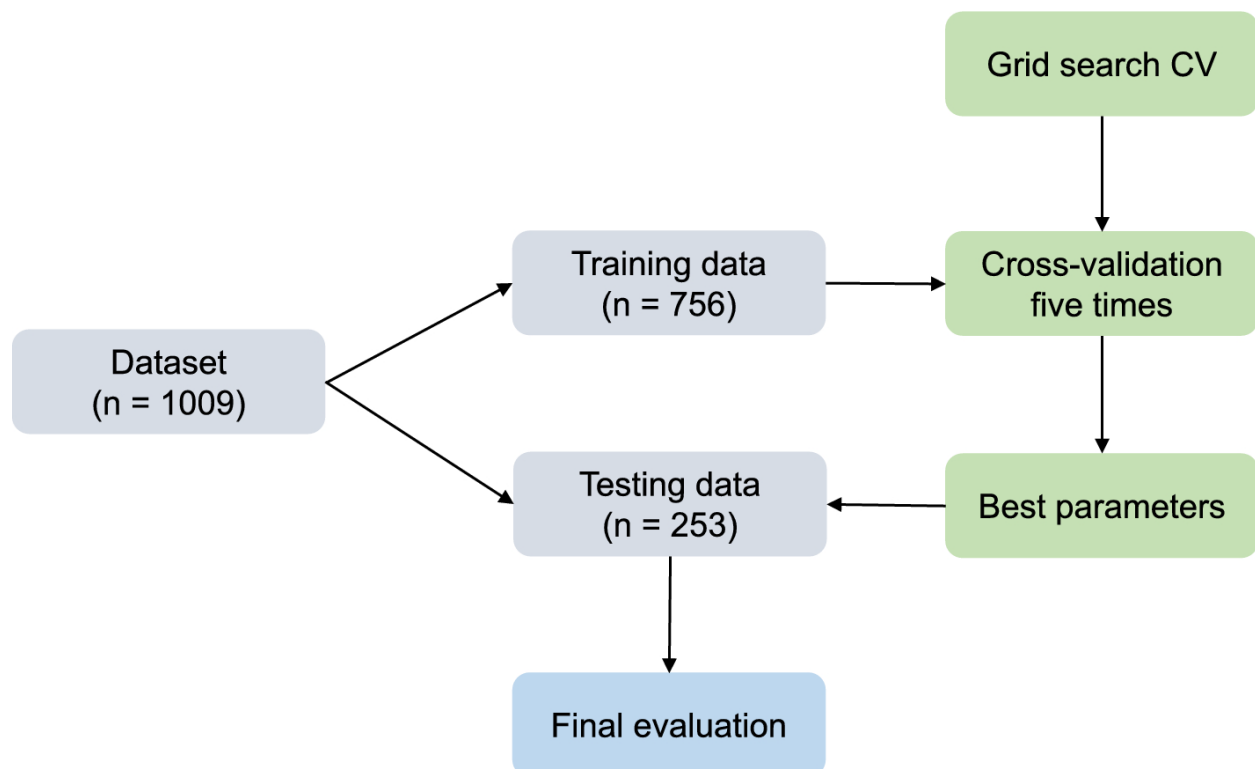 Grid search CV
Training data
(n = 756)
Cross-validation
five times
Dataset
(n = 1009)
Testing data
(n = 253)
Best parameters
Final evaluation